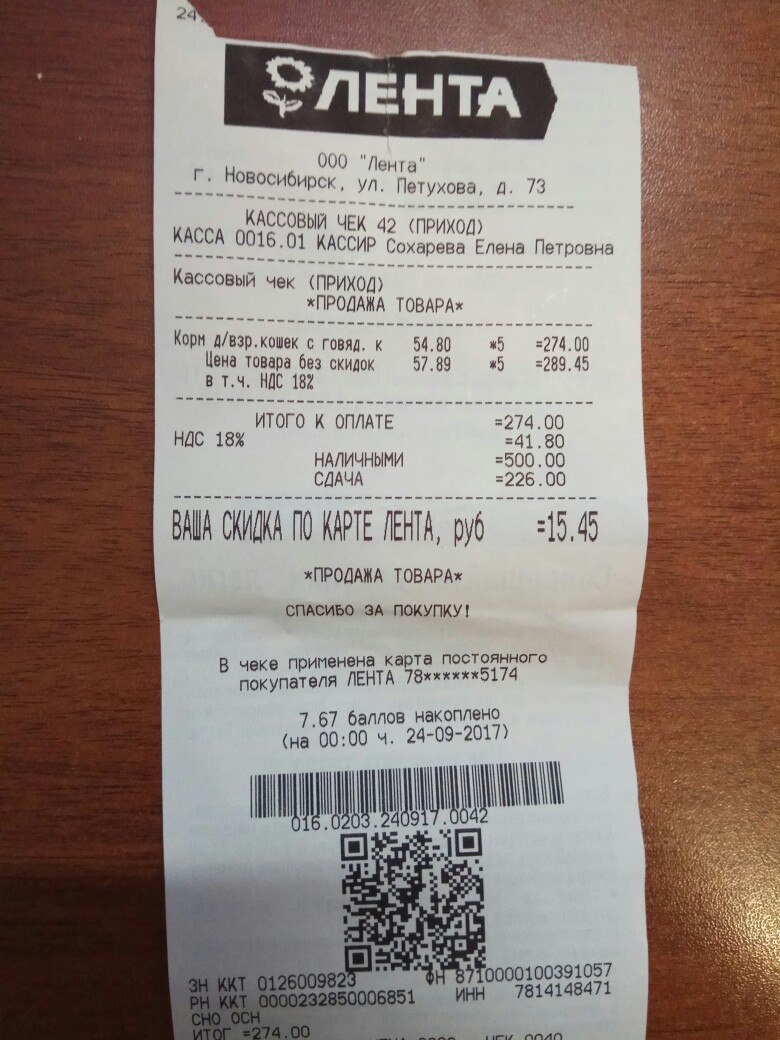 24.
ЛЕНТА
ООО "Лента"
г. Новосибирск, ул. Петухова, д. 73
КАССОВЫЙ ЧЕК 42 (ПРИХОД)
КАССА 0016.01 КАССИР Сохарева Елена Петровна
Кассовый чек (ПРИХОД)
*ПРОДАЖА ТОВАРА*
Корм д/взр.кошек с говяд. к 54.80 *5 =274.00
Цена товара без скидок 57.89 *5 =289.45
в т.ч. НДС 18%
ИТОГО К ОПЛАТЕ =274.00
НДС 18% =41.80
НАЛИЧНЫМИ =500.00
СДАЧА =226.00
ВАША СКИДКА ПО КАРТЕ ЛЕНТА, руб =15.45
*ПРОДАЖА ТОВАРА*
СПАСИБО ЗА ПОКУПКУ!
В чеке применена карта постоянного
покупателя ЛЕНТА 78******5174
7.67 баллов накоплено
(на 00:00 ч. 24-09-2017)
016.0203.240917.0042
ЗН ККТ 0126009823 ФН 8710000100391057
РН ККТ 0000232850006851 ИНН 7814148471
СНО ОСН
ИТОГ =274.00